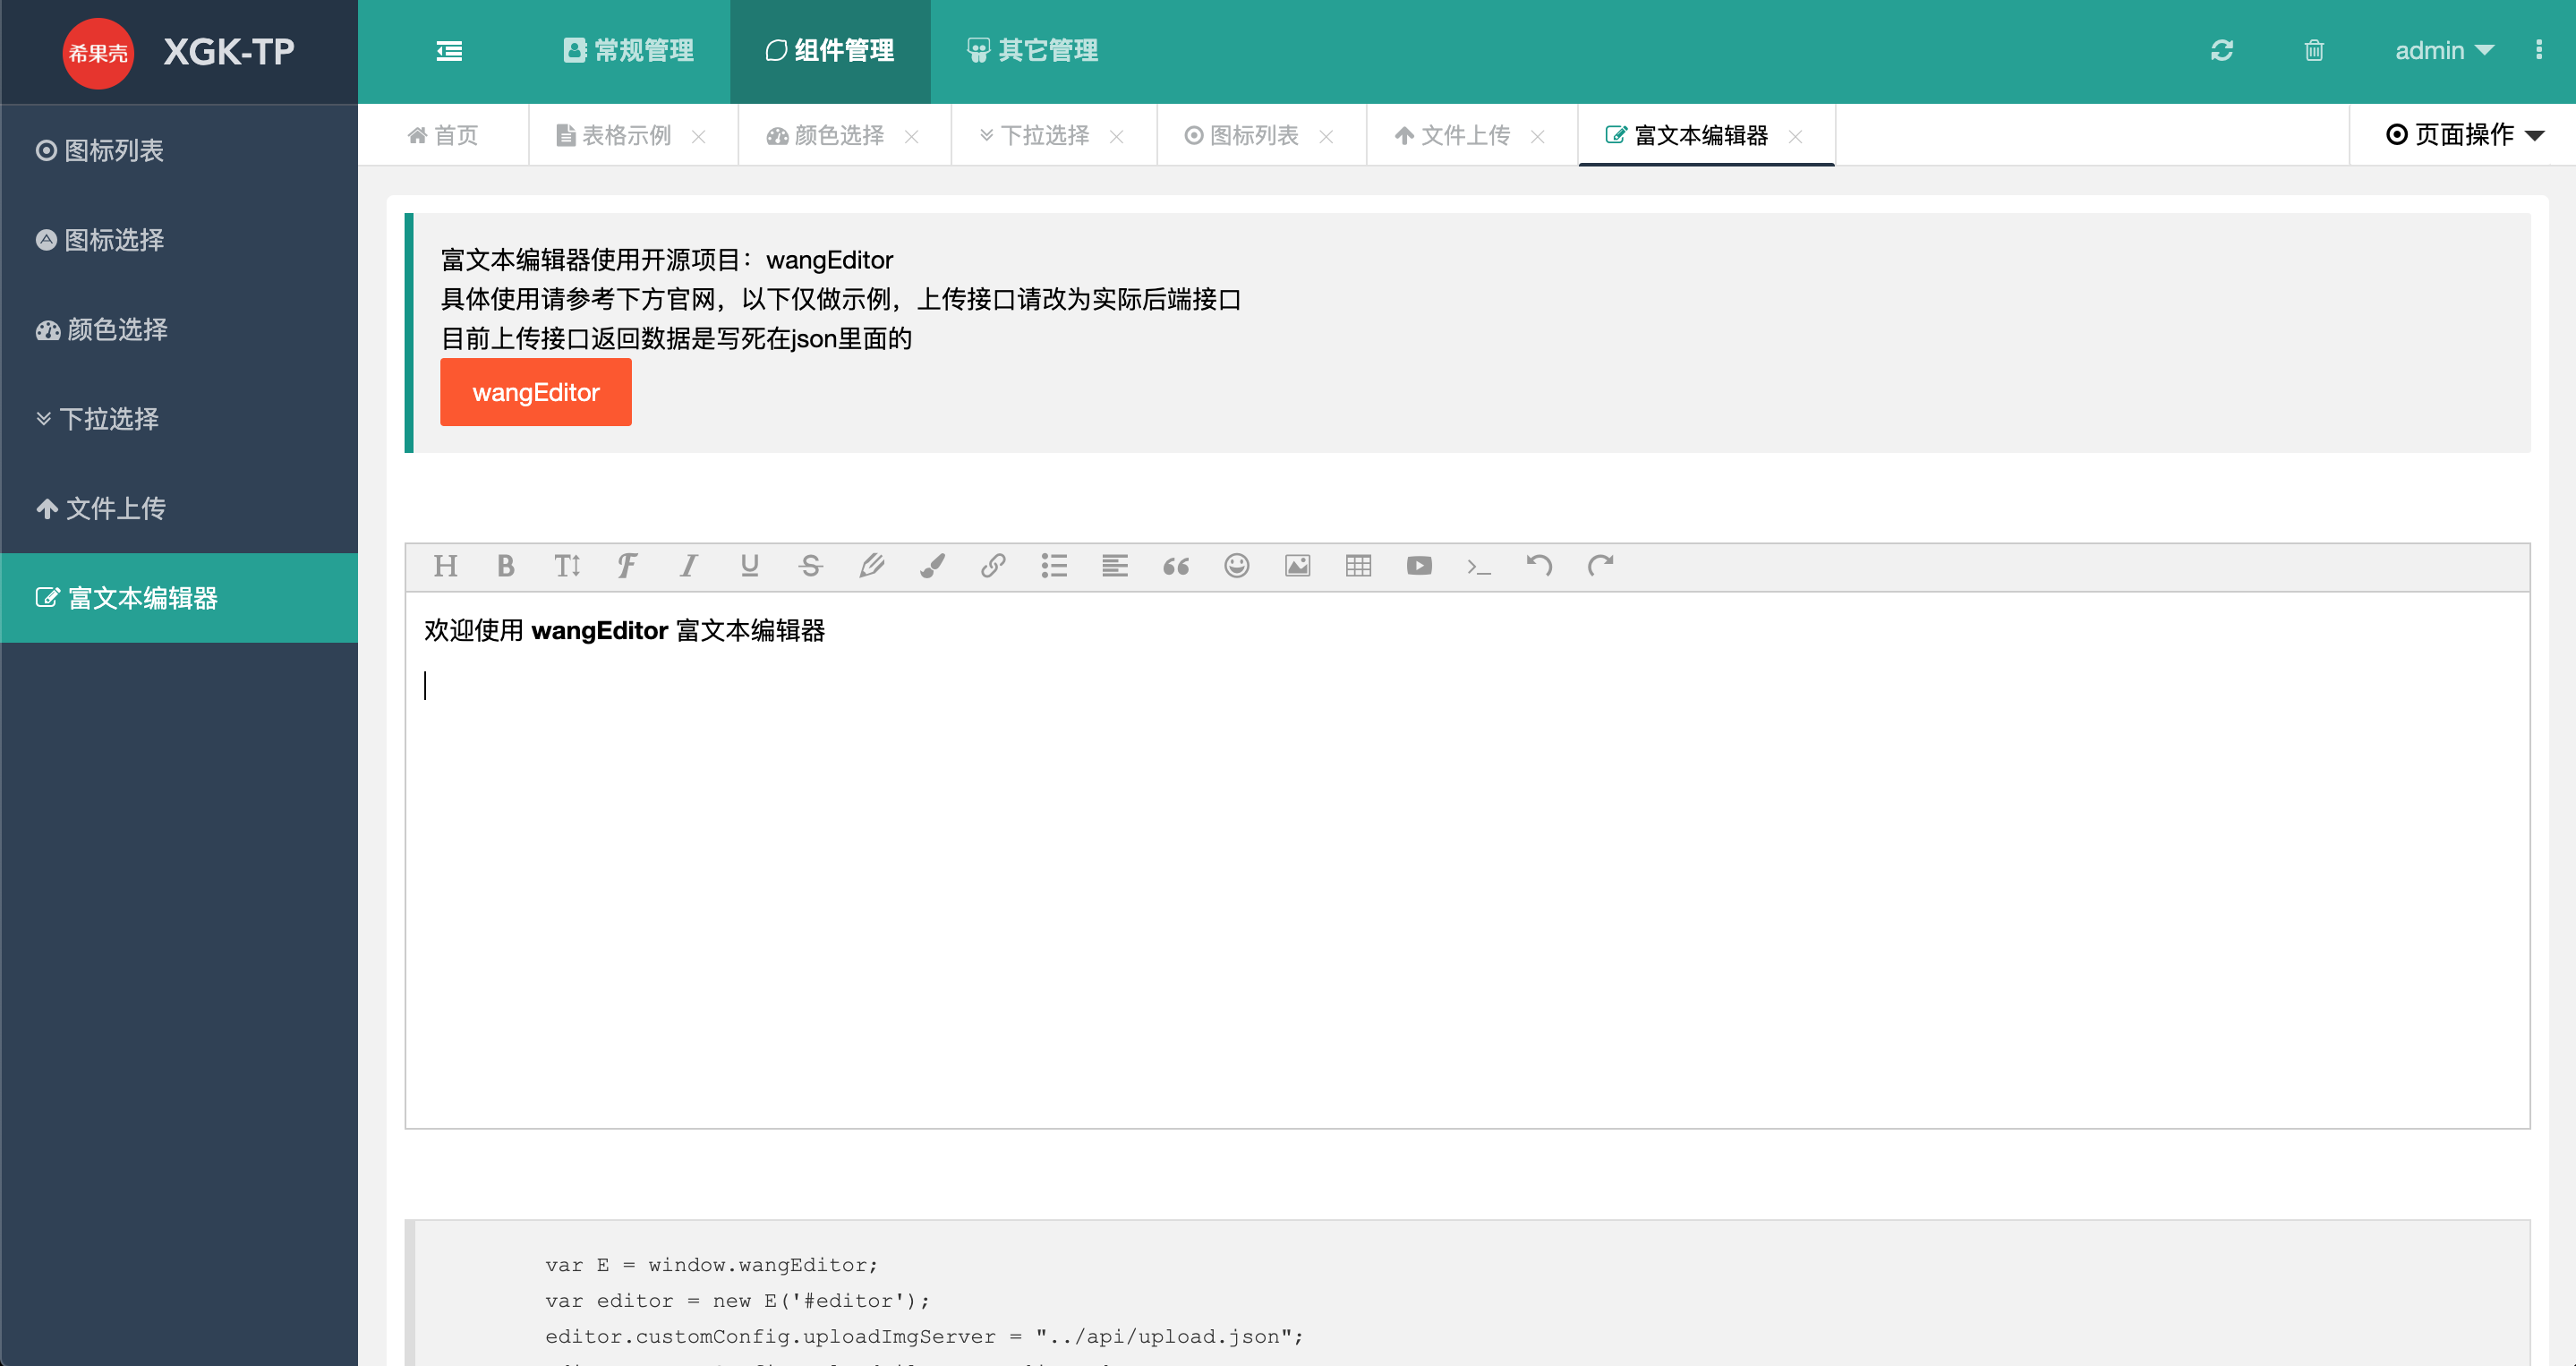 希果壳 XGK-TP
常规管理 组件管理 其它管理 admin
首页 表格示例 颜色选择 下拉选择 图标列表 文件上传 富文本编辑器 页面操作
图标列表
图标选择
颜色选择
下拉选择
文件上传
富文本编辑器
富文本编辑器使用开源项目：wangEditor
具体使用请参考下方官网，以下仅做示例，上传接口请改为实际后端接口
目前上传接口返回数据是写死在json里面的
wangEditor
欢迎使用 wangEditor 富文本编辑器
var E = window.wangEditor;
var editor = new E('#editor');
editor.customConfig.uploadImgServer = "../api/upload.json";